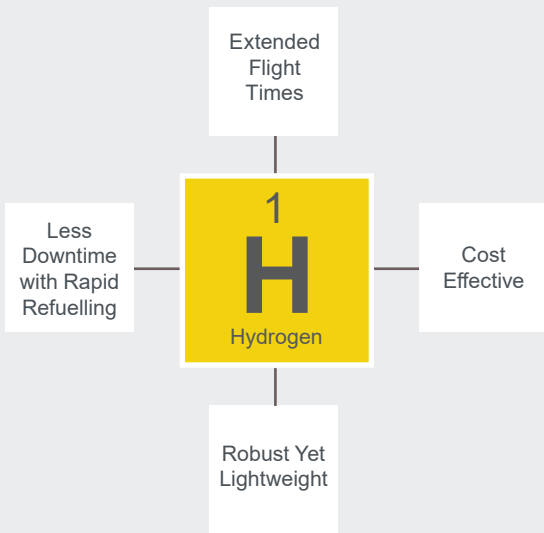 Extended
Flight
Times
Less
Downtime
with Rapid
Refuelling
1
H
Hydrogen
Cost
Effective
Robust Yet
Lightweight